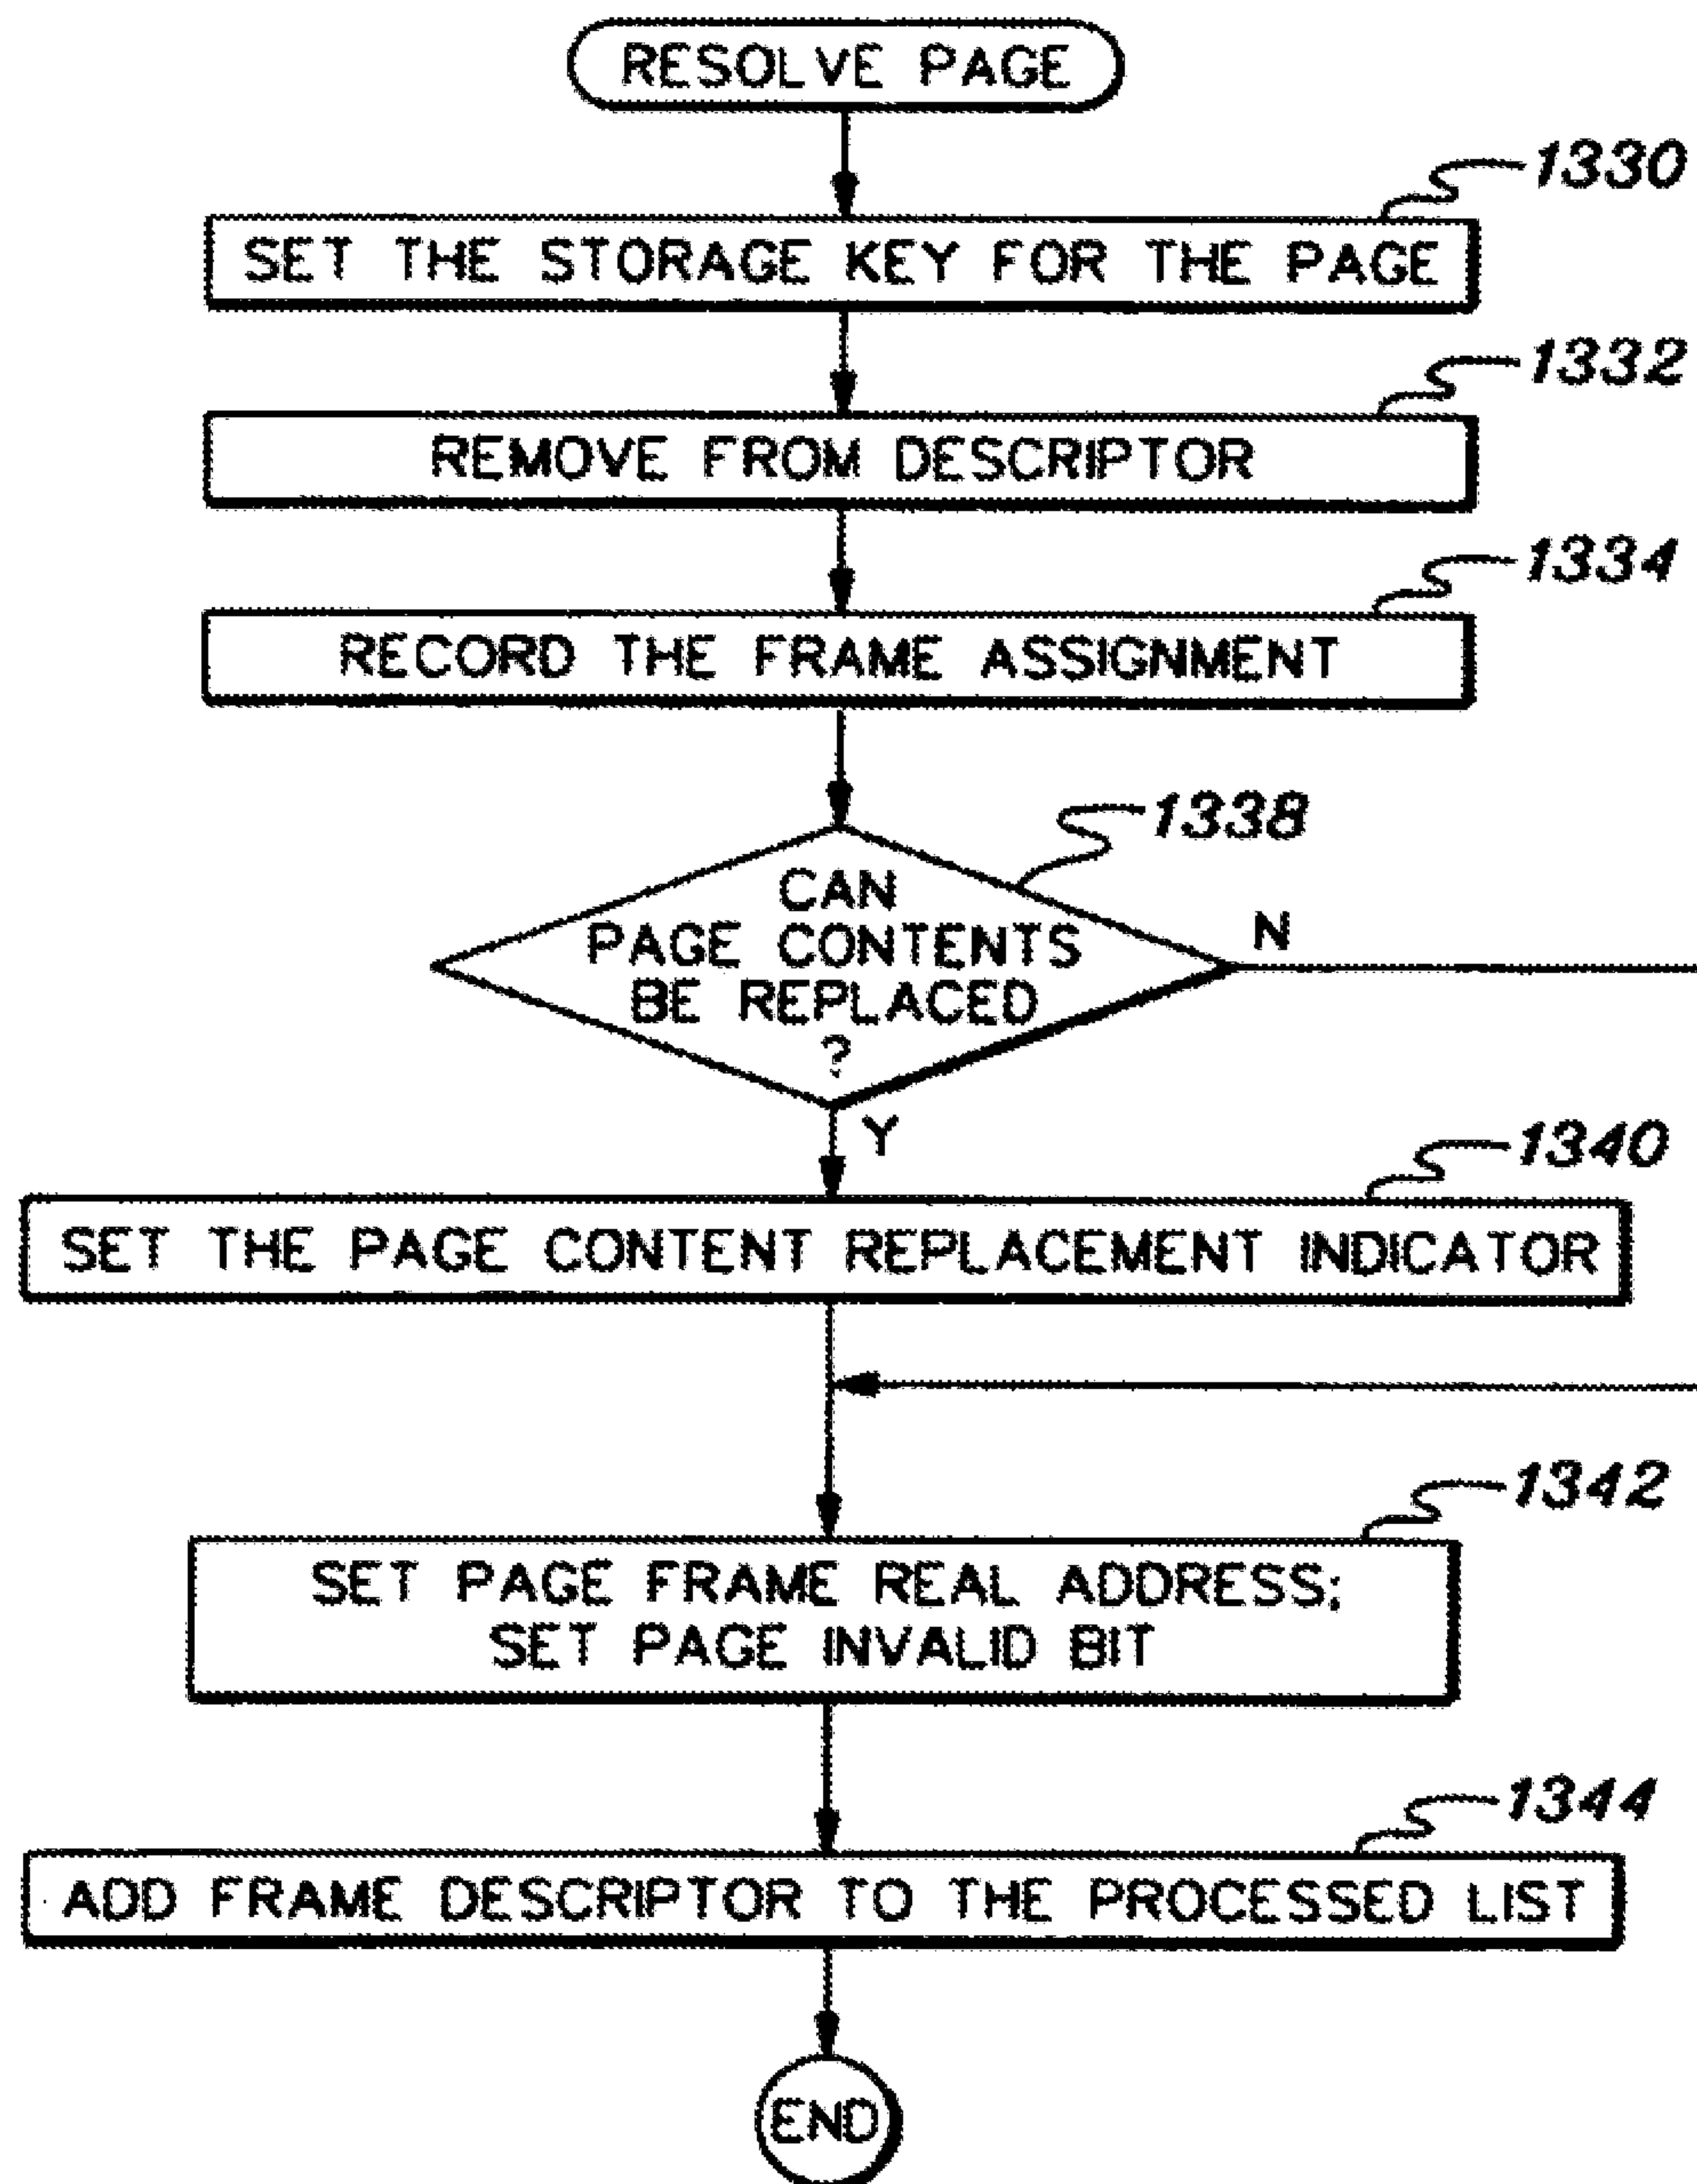 RESOLVE PAGE
1330
SET THE STORAGE KEY FOR THE PAGE
1332
REMOVE FROM DESCRIPTOR
1334
RECORD THE FRAME ASSIGNMENT
1338
CAN
PAGE CONTENTS
BE REPLACED
?
N
Y
1340
SET THE PAGE CONTENT REPLACEMENT INDICATOR
1342
SET PAGE FRAME REAL ADDRESS;
SET PAGE INVALID BIT
1344
ADD FRAME DESCRIPTOR TO THE PROCESSED LIST
END